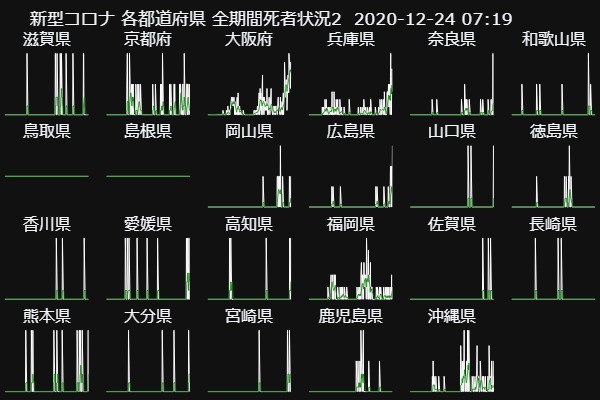 新型コロナ 各都道府県 全期間死者状況2 2020-12-24 07:19
滋賀県 京都府 大阪府 兵庫県 奈良県 和歌山県
鳥取県 島根県 岡山県 広島県 山口県 徳島県
香川県 愛媛県 高知県 福岡県 佐賀県 長崎県
熊本県 大分県 宮崎県 鹿児島県 沖縄県